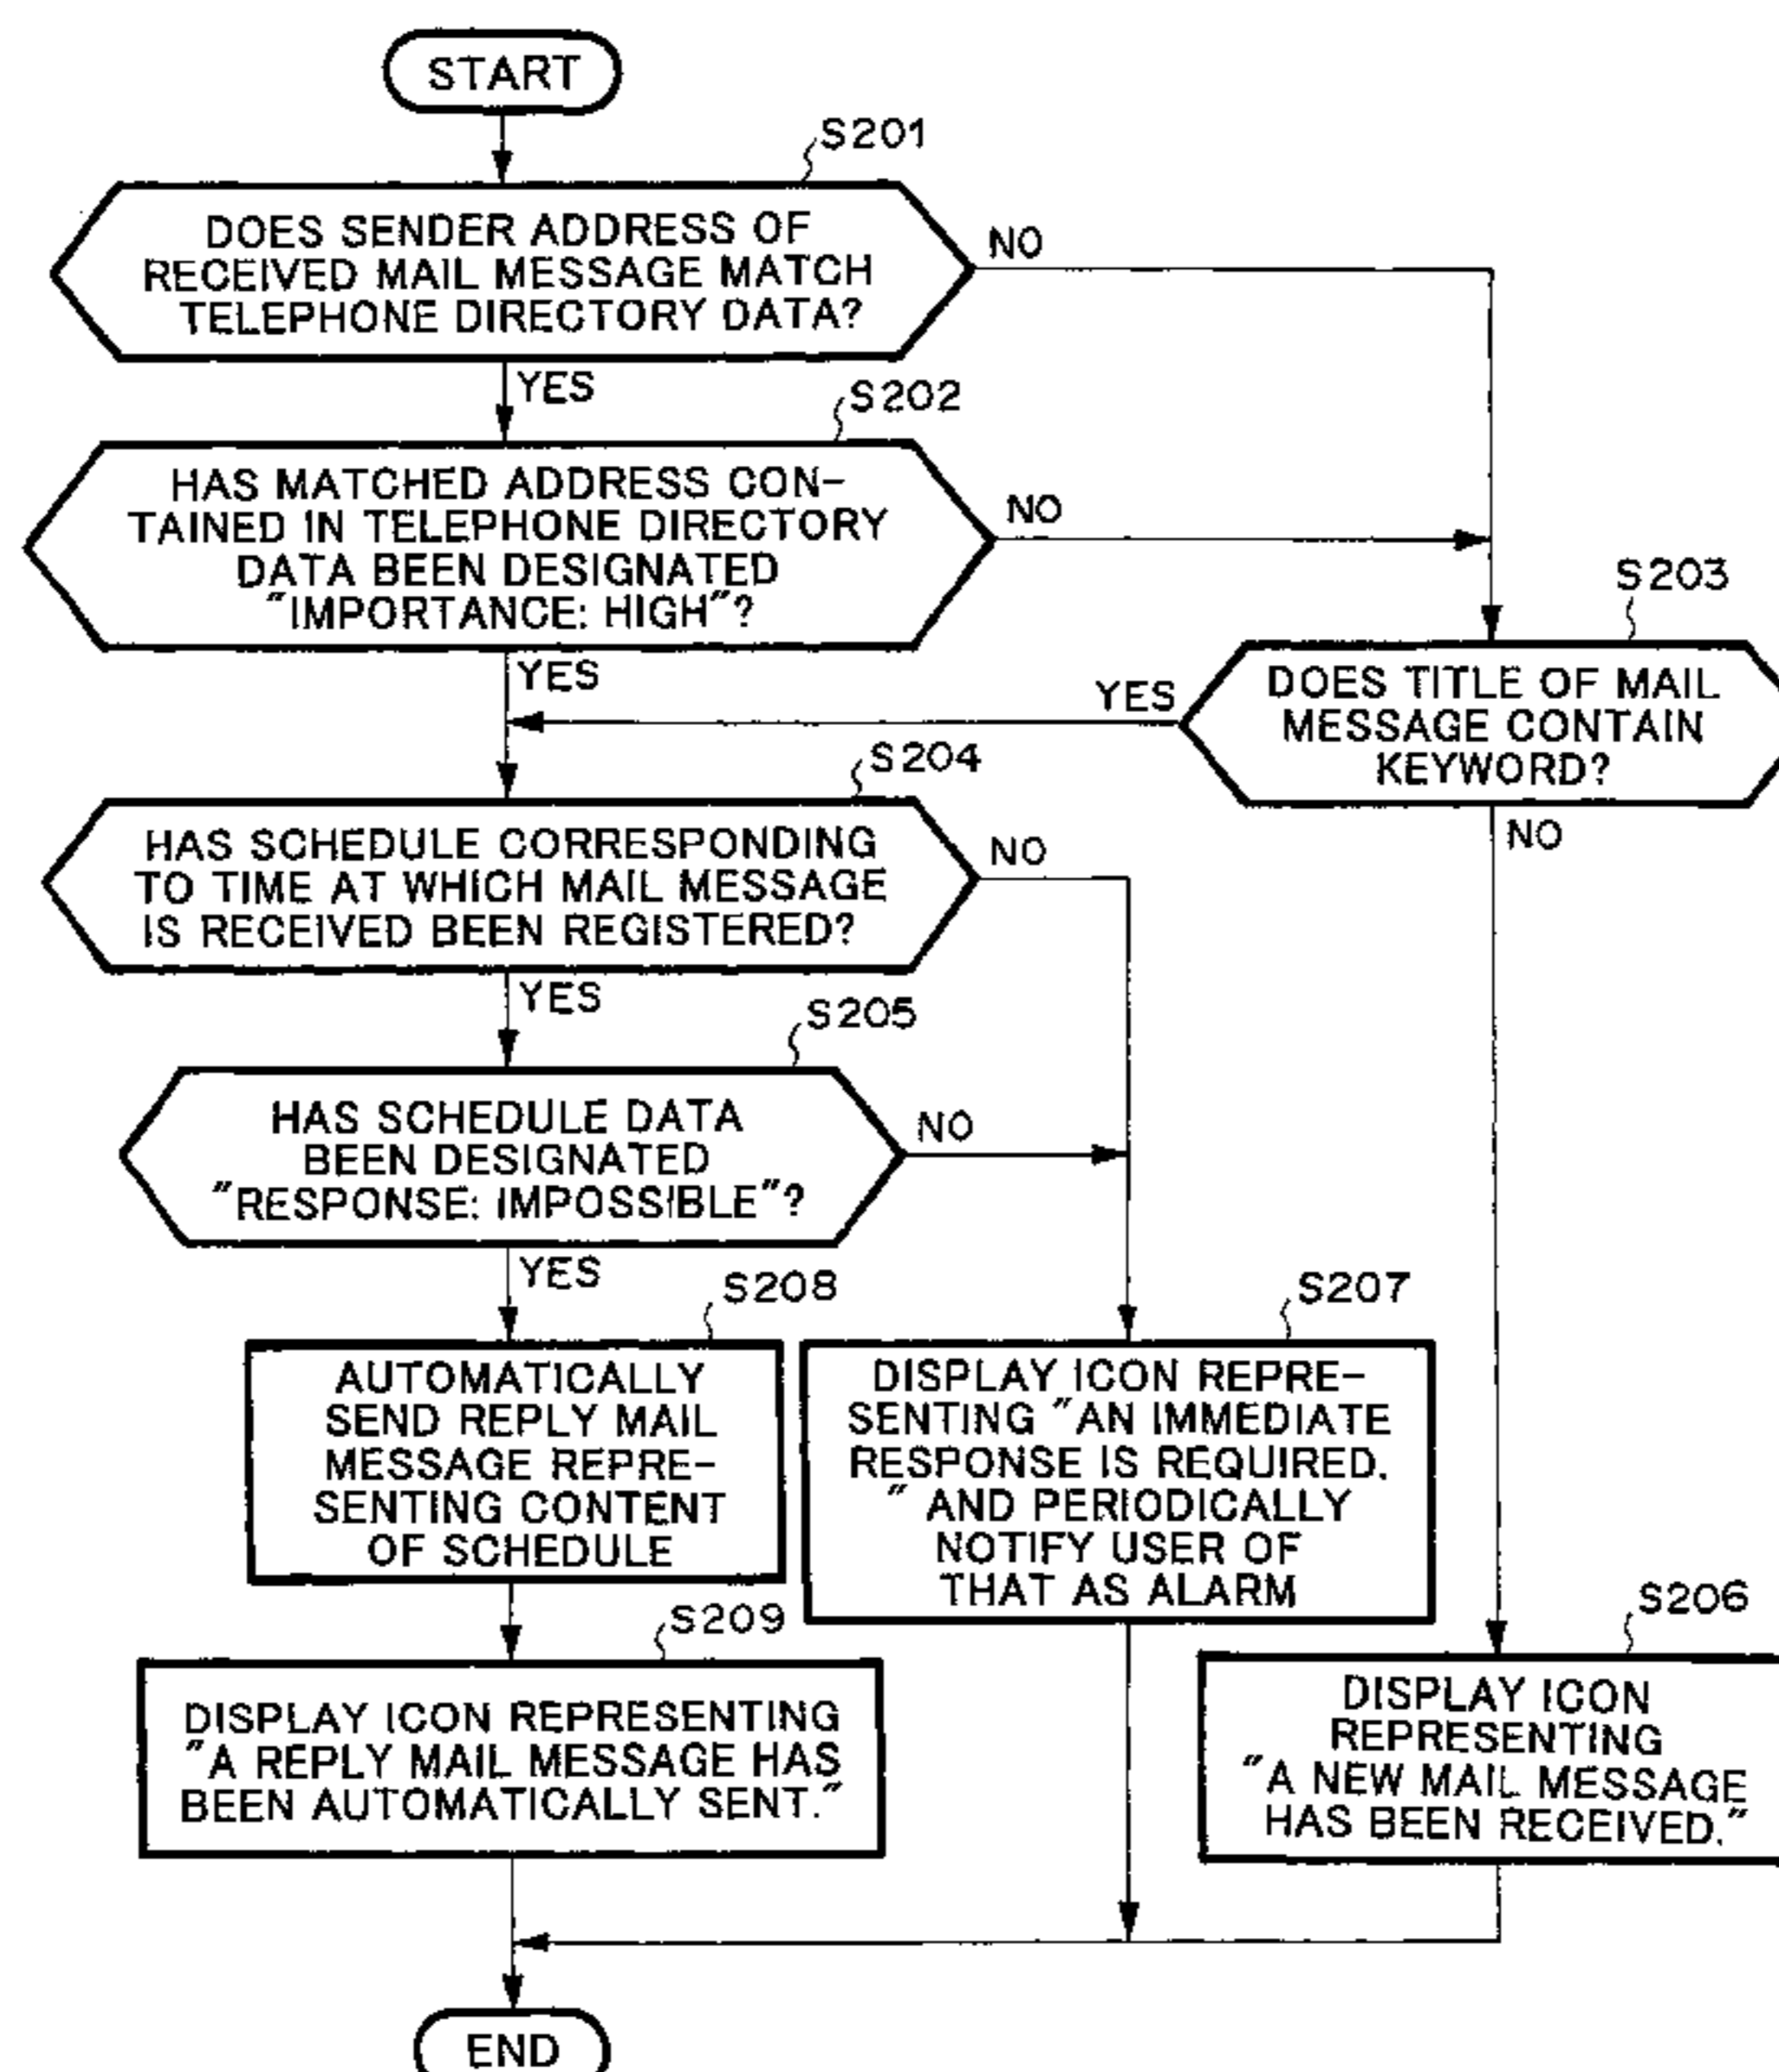 START
S201
DOES SENDER ADDRESS OF
RECEIVED MAIL MESSAGE MATCH
TELEPHONE DIRECTORY DATA?
NO
YES
S202
HAS MATCHED ADDRESS CON-
TAINED IN TELEPHONE DIRECTORY
DATA BEEN DESIGNATED
"IMPORTANCE: HIGH"?
NO
YES
S203
DOES TITLE OF MAIL
MESSAGE CONTAIN
KEYWORD?
YES
NO
S204
HAS SCHEDULE CORRESPONDING
TO TIME AT WHICH MAIL MESSAGE
IS RECEIVED BEEN REGISTERED?
NO
YES
S205
HAS SCHEDULE DATA
BEEN DESIGNATED
"RESPONSE: IMPOSSIBLE"?
NO
YES
S208
AUTOMATICALLY
SEND REPLY MAIL
MESSAGE REPRE-
SENTING CONTENT
OF SCHEDULE
S207
DISPLAY ICON REPRE-
SENTING "AN IMMEDIATE
RESPONSE IS REQUIRED.
" AND PERIODICALLY
NOTIFY USER OF
THAT AS ALARM
S209
DISPLAY ICON REPRESENTING
"A REPLY MAIL MESSAGE HAS
BEEN AUTOMATICALLY SENT."
S206
DISPLAY ICON
REPRESENTING
"A NEW MAIL MESSAGE
HAS BEEN RECEIVED."
END